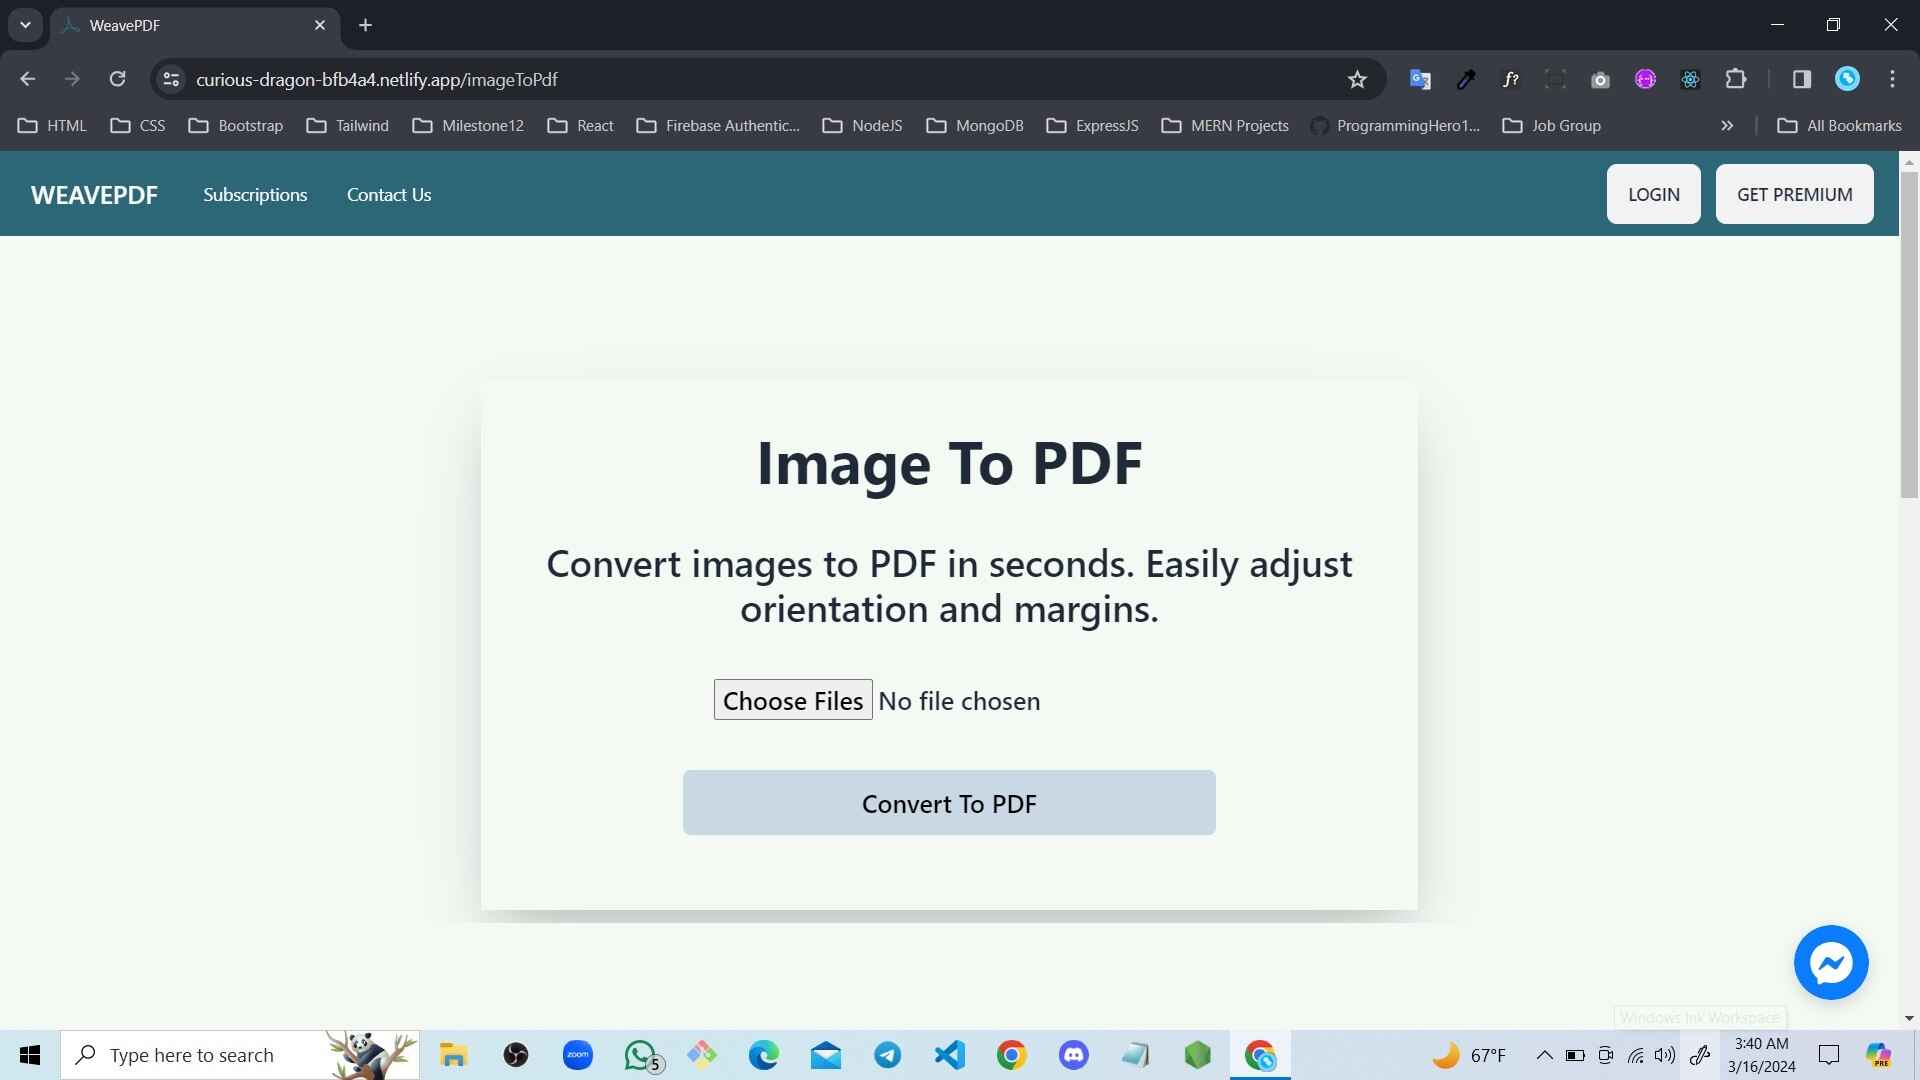 WeavePDF
curious-dragon-bfb4a4.netlify.app/imageToPdf
HTML CSS Bootstrap Tailwind Milestone12 React Firebase Authentic... NodeJS MongoDB ExpressJS MERN Projects ProgrammingHero1... Job Group All Bookmarks
WEAVEPDF Subscriptions Contact Us LOGIN GET PREMIUM
Image To PDF
Convert images to PDF in seconds. Easily adjust
orientation and margins.
Choose Files No file chosen
Convert To PDF
Windows Ink Workspace
Type here to search
zoom
5
67°F
3:40 AM
3/16/2024
PRE